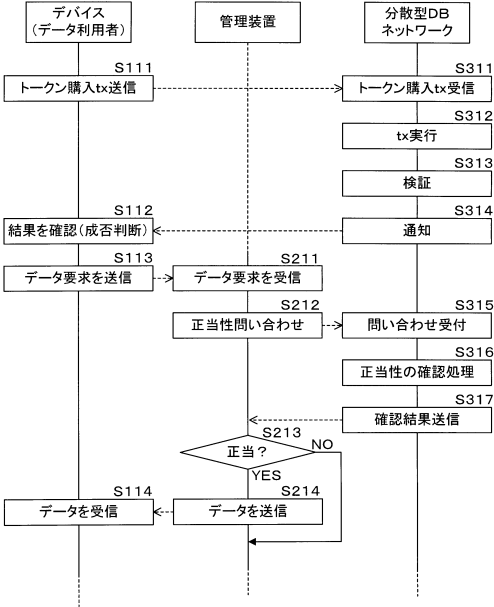 デバイス
(データ利用者)
管理装置
分散型DB
ネットワーク
S111
トークン購入tx送信
S311
トークン購入tx受信
S312
tx実行
S313
検証
S112
結果を確認(成否判断)
S314
通知
S113
データ要求を送信
S211
データ要求を受信
S212
正当性問い合わせ
S315
問い合わせ受付
S316
正当性の確認処理
S317
確認結果送信
S213
正当？
NO
YES
S114
データを受信
S214
データを送信